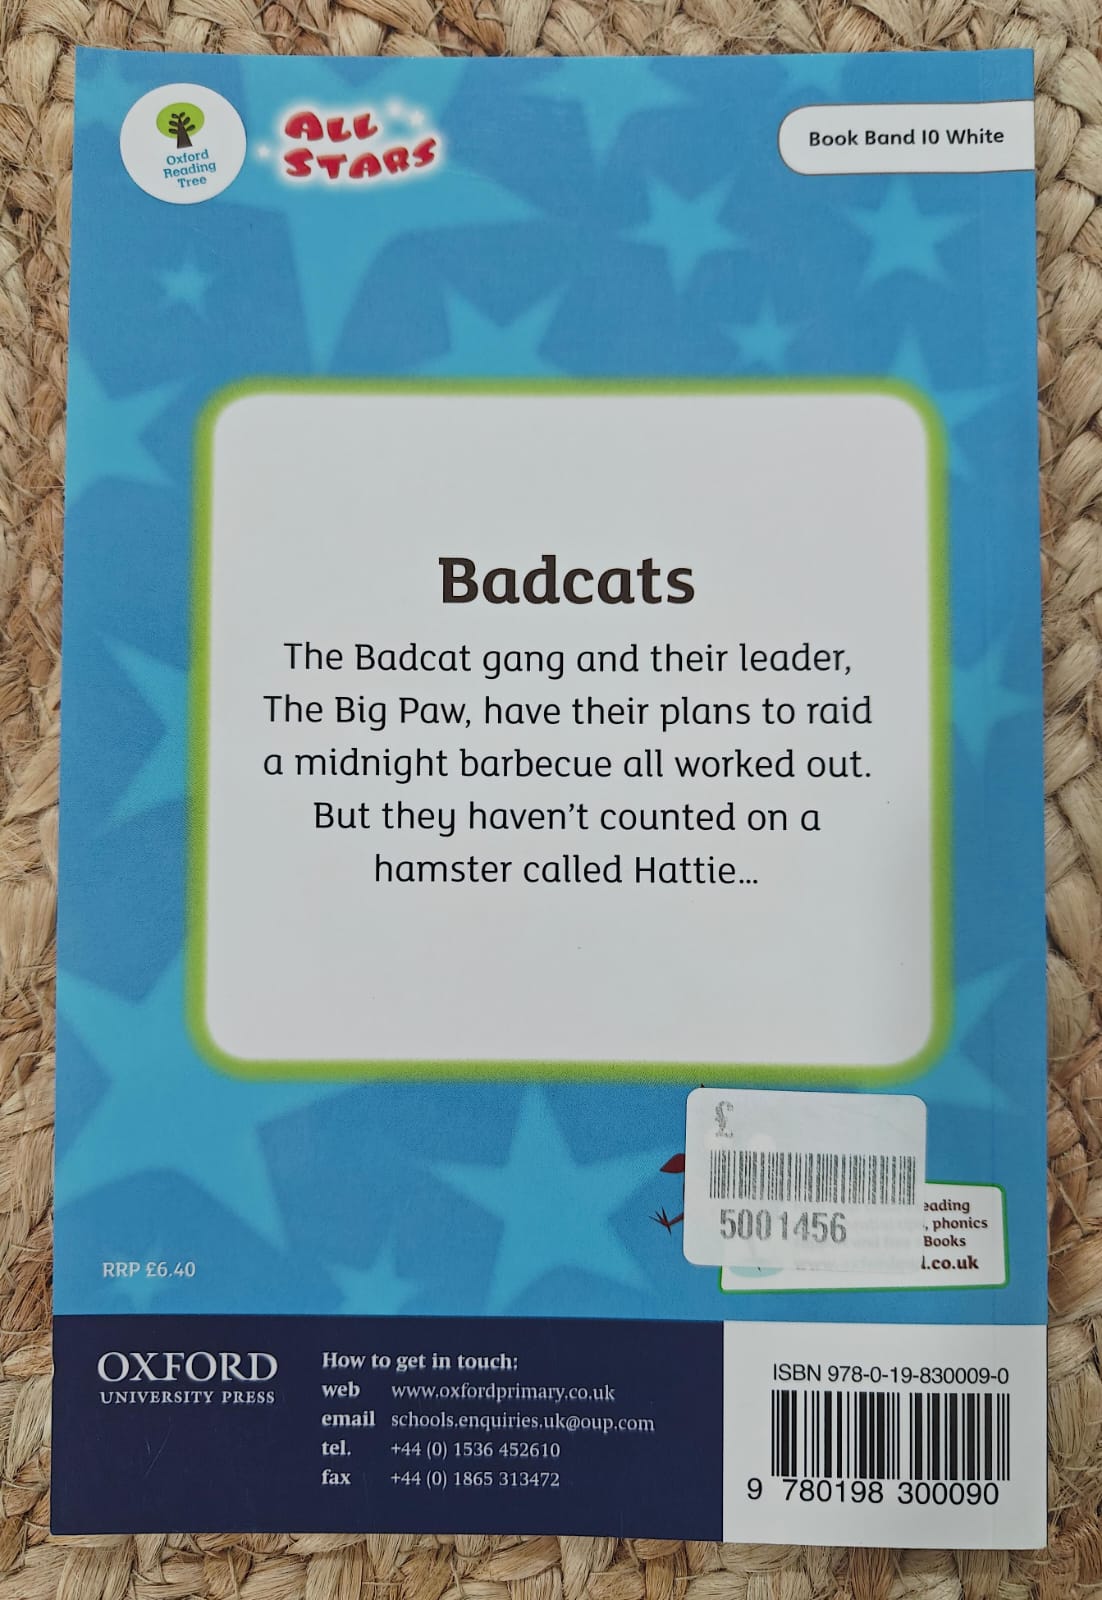 Oxford
Reading
Tree
ALL
STARS
Book Band 10 White
Badcats
The Badcat gang and their leader,
The Big Paw, have their plans to raid
a midnight barbecue all worked out.
But they haven't counted on a
hamster called Hattie...
£
5001456
phonics
Books
.co.uk
RRP £6.40
OXFORD
UNIVERSITY PRESS
How to get in touch:
web www.oxfordprimary.co.uk
email schools.enquiries.uk@oup.com
tel. +44 (0) 1536 452610
fax +44 (0) 1865 313472
ISBN 978-0-19-830009-0
9 780198 300090